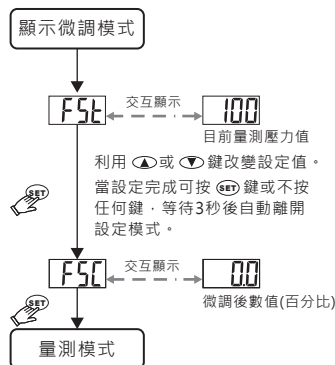 顯示微調模式
FSt 交互顯示 100
目前量測壓力值
利用 ▲ 或 ▼ 鍵改變設定值。
SET 當設定完成可按 SET 鍵或不按
任何鍵，等待3秒後自動離開
設定模式。
FSC 交互顯示 0.0
SET 微調後數值(百分比)
量測模式